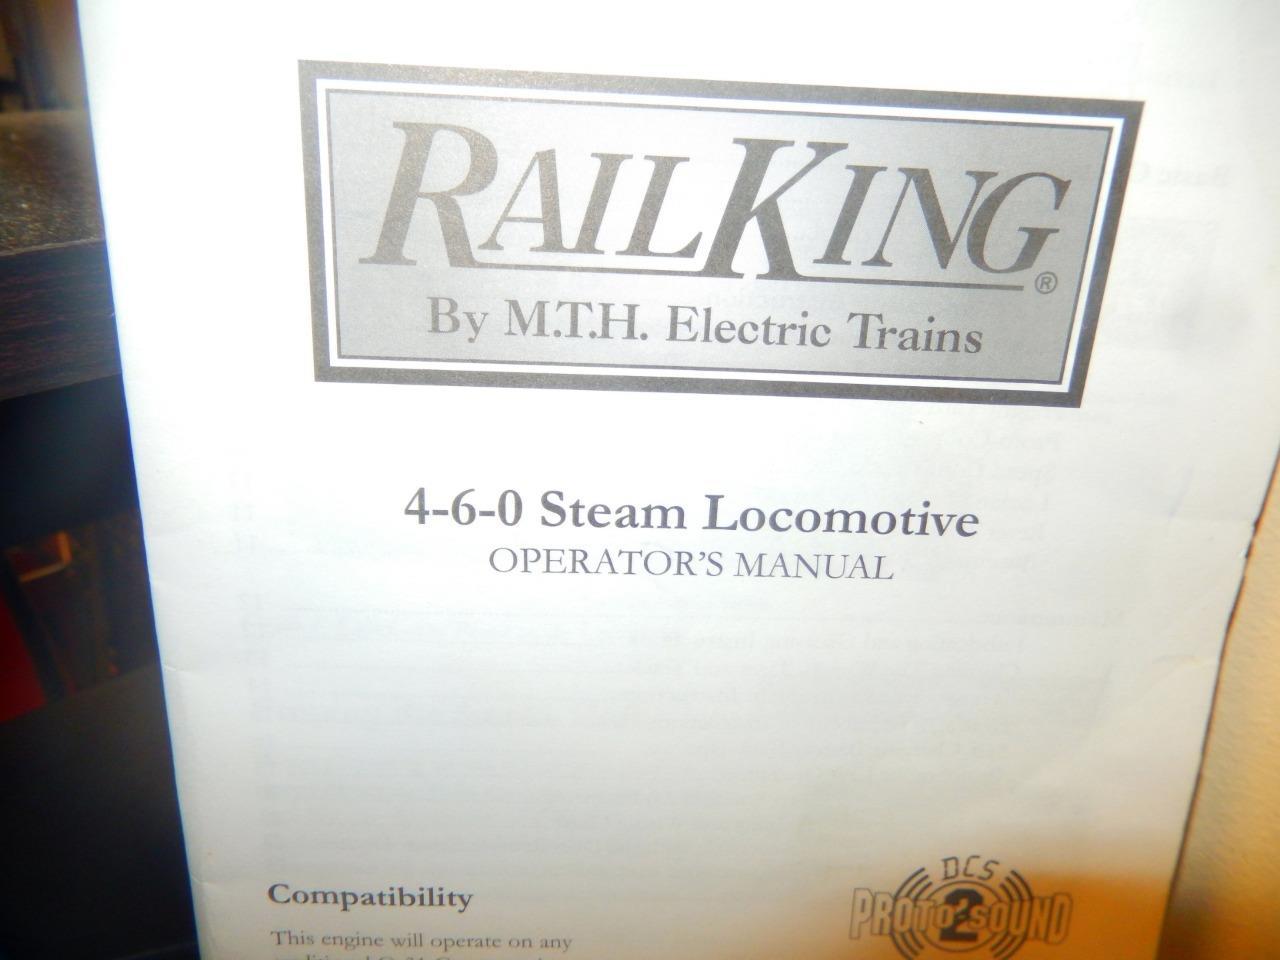 RAILKING®
By M.T.H. Electric Trains
4-6-0 Steam Locomotive
OPERATOR'S MANUAL
Compatibility
This engine will operate on any
DCS
PROTO-SOUND
2